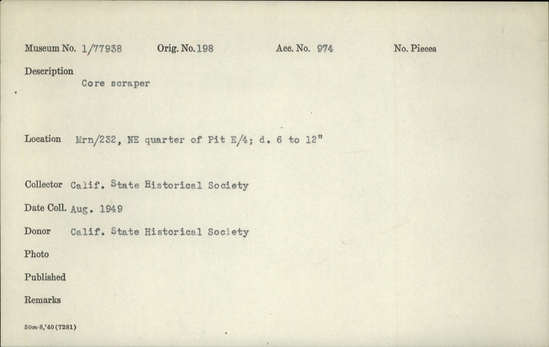 Museum No. 1/77938 Orig. No. 198 Acc. No. 974 No. Pieces
Description
Core scraper
Location Mrn/232, NE quarter of Pit E/4; d. 6 to 12"
Collector Calif. State Historical Society
Date Coll. Aug. 1949
Donor Calif. State Historical Society
Photo
Published
Remarks
50m-8,'40(7281)